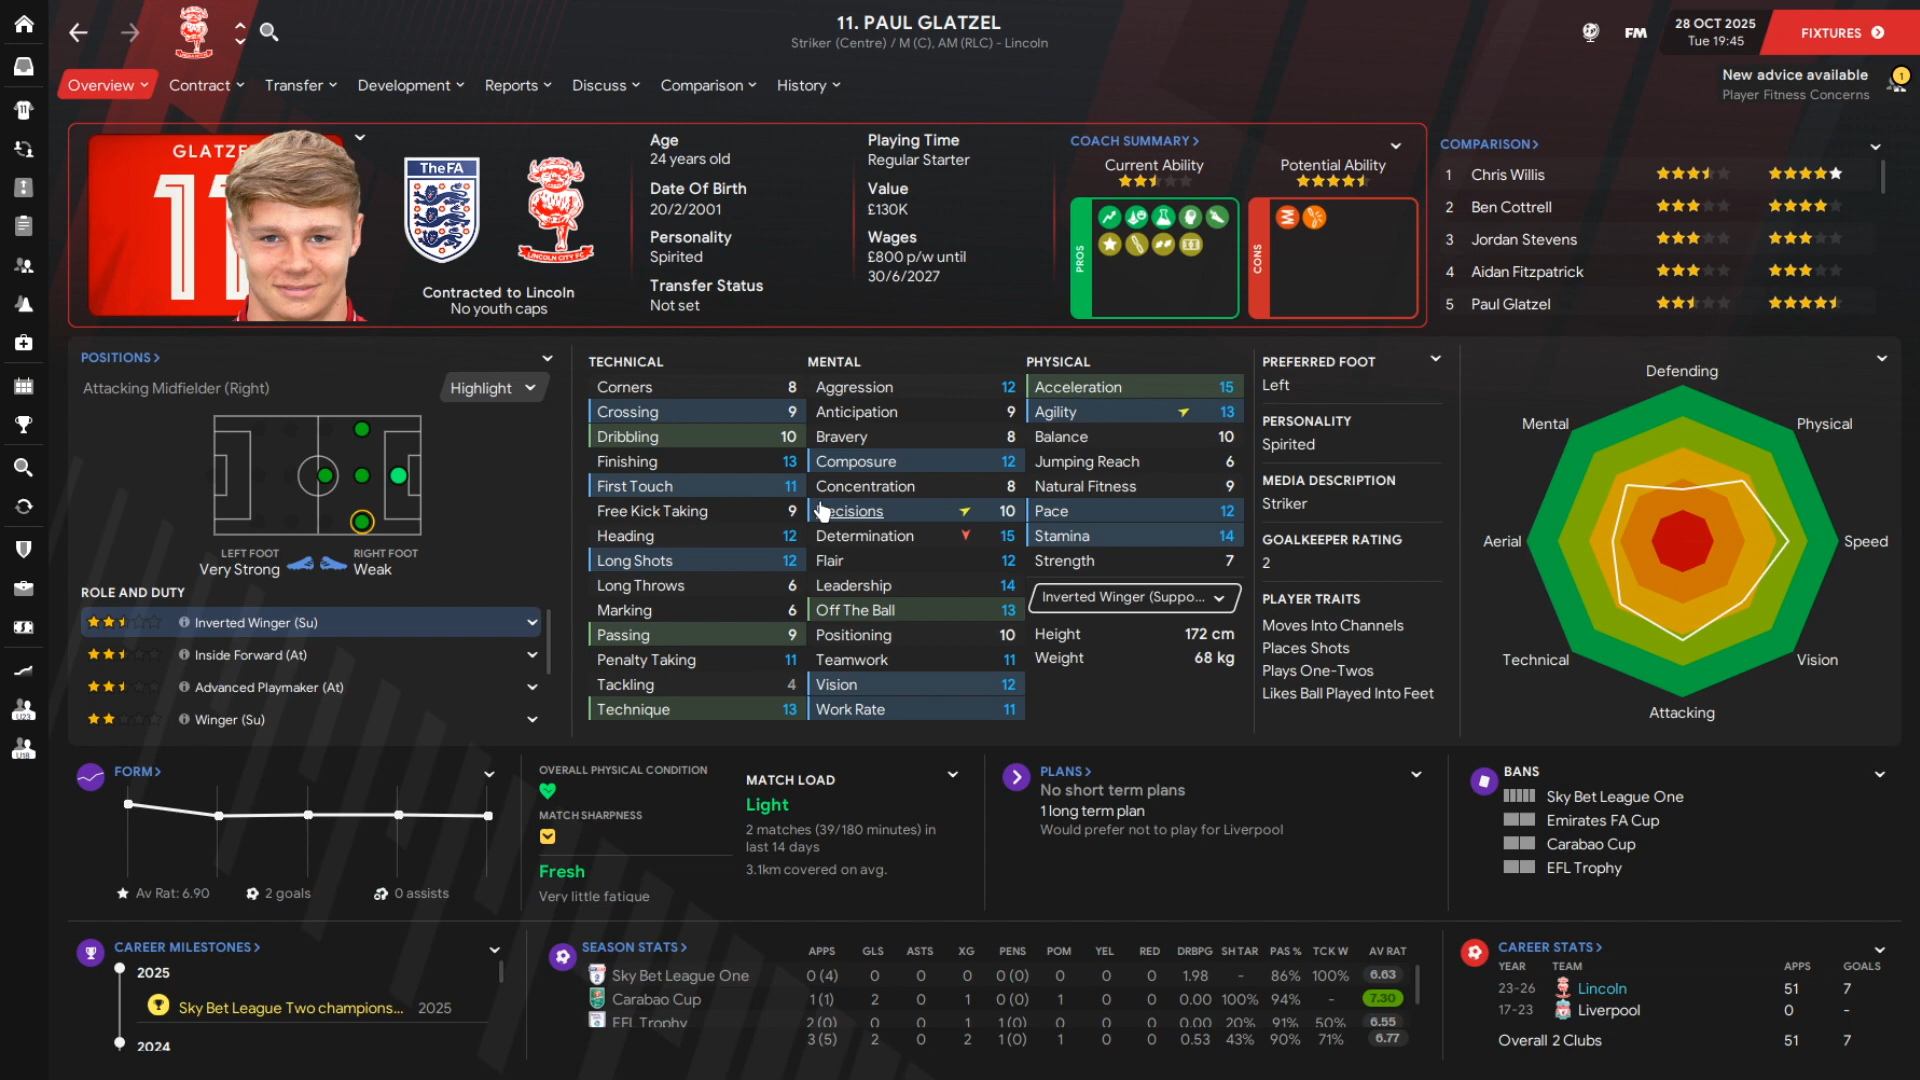 11. PAUL GLATZEL
Striker (Centre) / M (C), AM (RLC) - Lincoln
FM
28 OCT 2025
Tue 19:45
FIXTURES
Overview
Contract
Transfer
Development
Reports
Discuss
Comparison
History
New advice available
Player Fitness Concerns
1
GLATZE
11
TheFA
LINCOLN CITY FC
Contracted to Lincoln
No youth caps
Age
24 years old
Date Of Birth
20/2/2001
Personality
Spirited
Transfer Status
Not set
Playing Time
Regular Starter
Value
£130K
Wages
£800 p/w until
30/6/2027
COACH SUMMARY >
Current Ability
Potential Ability
PROS
CONS
COMPARISON >
1 Chris Willis
2 Ben Cottrell
3 Jordan Stevens
4 Aidan Fitzpatrick
5 Paul Glatzel
POSITIONS >
Attacking Midfielder (Right)
Highlight
LEFT FOOT
Very Strong
RIGHT FOOT
Weak
ROLE AND DUTY
Inverted Winger (Su)
Inside Forward (At)
Advanced Playmaker (At)
Winger (Su)
TECHNICAL
Corners 8
Crossing 9
Dribbling 10
Finishing 13
First Touch 11
Free Kick Taking 9
Heading 12
Long Shots 12
Long Throws 6
Marking 6
Passing 9
Penalty Taking 11
Tackling 4
Technique 13
MENTAL
Aggression 12
Anticipation 9
Bravery 8
Composure 12
Concentration 8
ecisions 10
Determination 15
Flair 12
Leadership 14
Off The Ball 13
Positioning 10
Teamwork 11
Vision 12
Work Rate 11
PHYSICAL
Acceleration 15
Agility 13
Balance 10
Jumping Reach 6
Natural Fitness 9
Pace 12
Stamina 14
Strength 7
Inverted Winger (Suppo...
Height 172 cm
Weight 68 kg
PREFERRED FOOT
Left
PERSONALITY
Spirited
MEDIA DESCRIPTION
Striker
GOALKEEPER RATING
2
PLAYER TRAITS
Moves Into Channels
Places Shots
Plays One-Twos
Likes Ball Played Into Feet
Defending
Physical
Speed
Vision
Attacking
Technical
Aerial
Mental
FORM >
Av Rat: 6.90
2 goals
0 assists
OVERALL PHYSICAL CONDITION
MATCH SHARPNESS
Fresh
Very little fatigue
MATCH LOAD
Light
2 matches (39/180 minutes) in
last 14 days
3.1km covered on avg.
PLANS >
No short term plans
1 long term plan
Would prefer not to play for Liverpool
BANS
Sky Bet League One
Emirates FA Cup
Carabao Cup
EFL Trophy
CAREER MILESTONES >
2025
Sky Bet League Two champions... 2025
2024
SEASON STATS > APPS GLS ASTS XG PENS POM YEL RED DRBPG SH TAR PAS % TCK W AV RAT
Sky Bet League One 0 (4) 0 0 0 0 (0) 0 0 0 1.98 - 86% 100% 6.63
Carabao Cup 1 (1) 2 0 1 0 (0) 1 0 0 0.00 100% 94% - 7.30
EFL Trophy 2 (0) 0 0 1 1 (0) 0 0 0 0.00 20% 91% 50% 6.55
3 (5) 2 0 2 1 (0) 1 0 0 0.53 43% 90% 71% 6.77
CAREER STATS >
YEAR TEAM APPS GOALS
23-26 Lincoln 51 7
17-23 Liverpool 0 -
Overall 2 Clubs 51 7
U23
U18